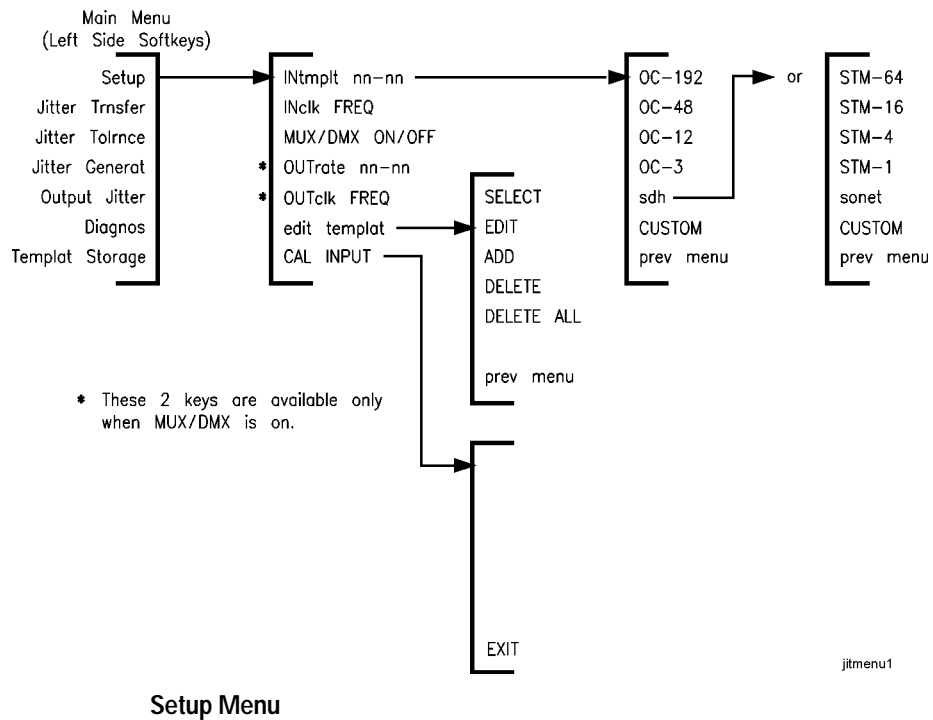 Main Menu
(Left Side Softkeys)
Setup
Jitter Trnsfer
Jitter Tolrnce
Jitter Generat
Output Jitter
Diagnos
Templat Storage
INtmplt nn-nn
INclk FREQ
MUX/DMX ON/OFF
* OUTrate nn-nn
* OUTclk FREQ
edit templat
CAL INPUT
SELECT
EDIT
ADD
DELETE
DELETE ALL
prev menu
OC-192
OC-48
OC-12
OC-3
sdh
CUSTOM
prev menu
or
STM-64
STM-16
STM-4
STM-1
sonet
CUSTOM
prev menu
* These 2 keys are available only
when MUX/DMX is on.
EXIT
jitmenu1
Setup Menu